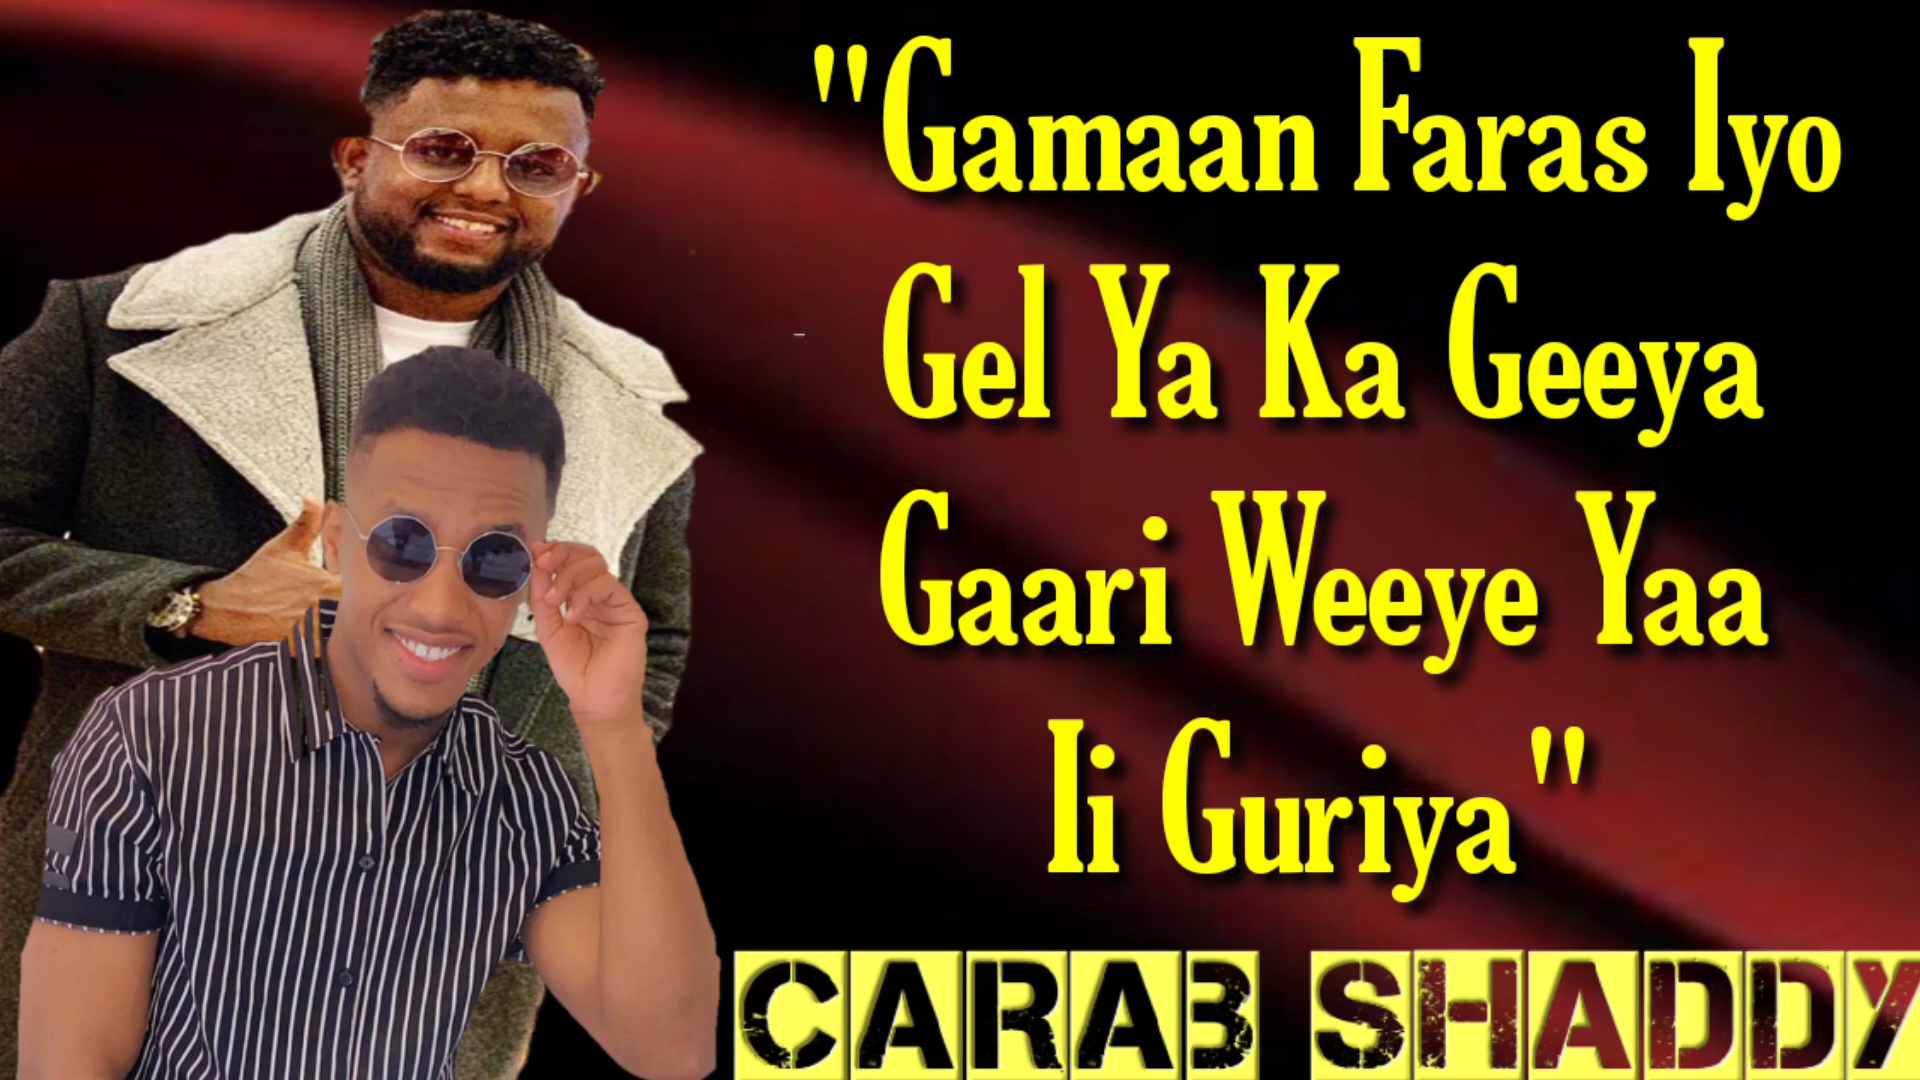 "Gamaan Faras Iyo
Gel Ya Ka Geeya
Gaari Weeye Yaa
Ii Guriya"
CARAB SHADDY